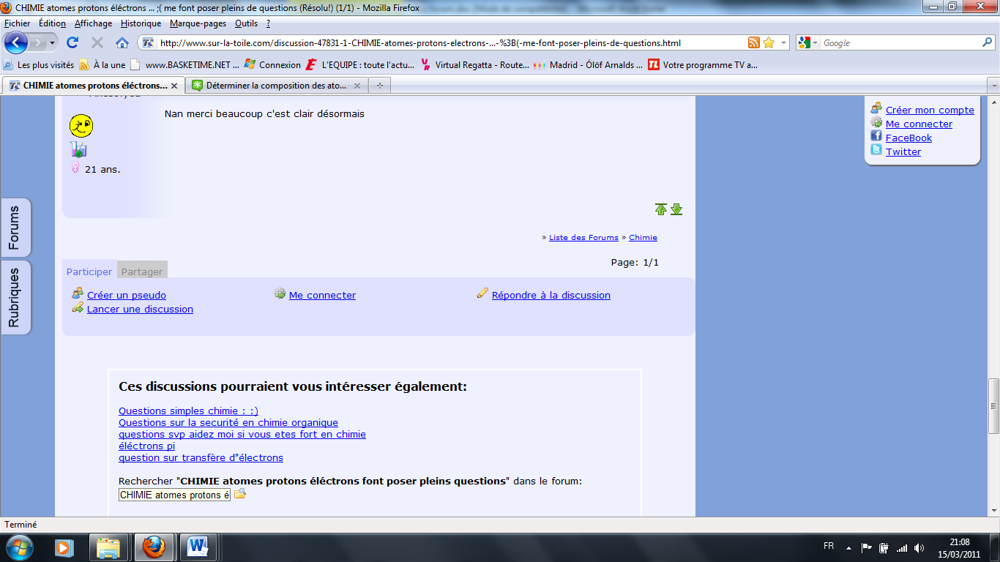 CHIMIE atomes protons éléctrons ... ;( me font poser pleins de questions (Résolu!) (1/1) - Mozilla Firefox
Fichier Édition Affichage Historique Marque-pages Outils ?
http://www.sur-la-toile.com/discussion-47831-1-CHIMIE-atomes-protons-electrons-...-%3B(-me-font-poser-pleins-de-questions.html
Google
Les plus visités À la une www.BASKETIME.NET ... Connexion L'EQUIPE : toute l'actu... Virtual Regatta - Route... Madrid - Ólöf Arnalds ... Votre programme TV a...
CHIMIE atomes protons éléctrons... Déterminer la composition des ato...
Nan merci beaucoup c'est clair désormais
21 ans.
Créer mon compte
Me connecter
FaceBook
Twitter
Forums
Rubriques
» Liste des Forums » Chimie
Page: 1/1
Participer Partager
Créer un pseudo Me connecter Répondre à la discussion
Lancer une discussion
Ces discussions pourraient vous intéresser également:
Questions simples chimie : :)
Questions sur la securité en chimie organique
questions svp aidez moi si vous etes fort en chimie
éléctrons pi
question sur transfère d"électrons
Rechercher "CHIMIE atomes protons éléctrons font poser pleins questions" dans le forum:
CHIMIE atomes protons é
Terminé
FR
21:08
15/03/2011